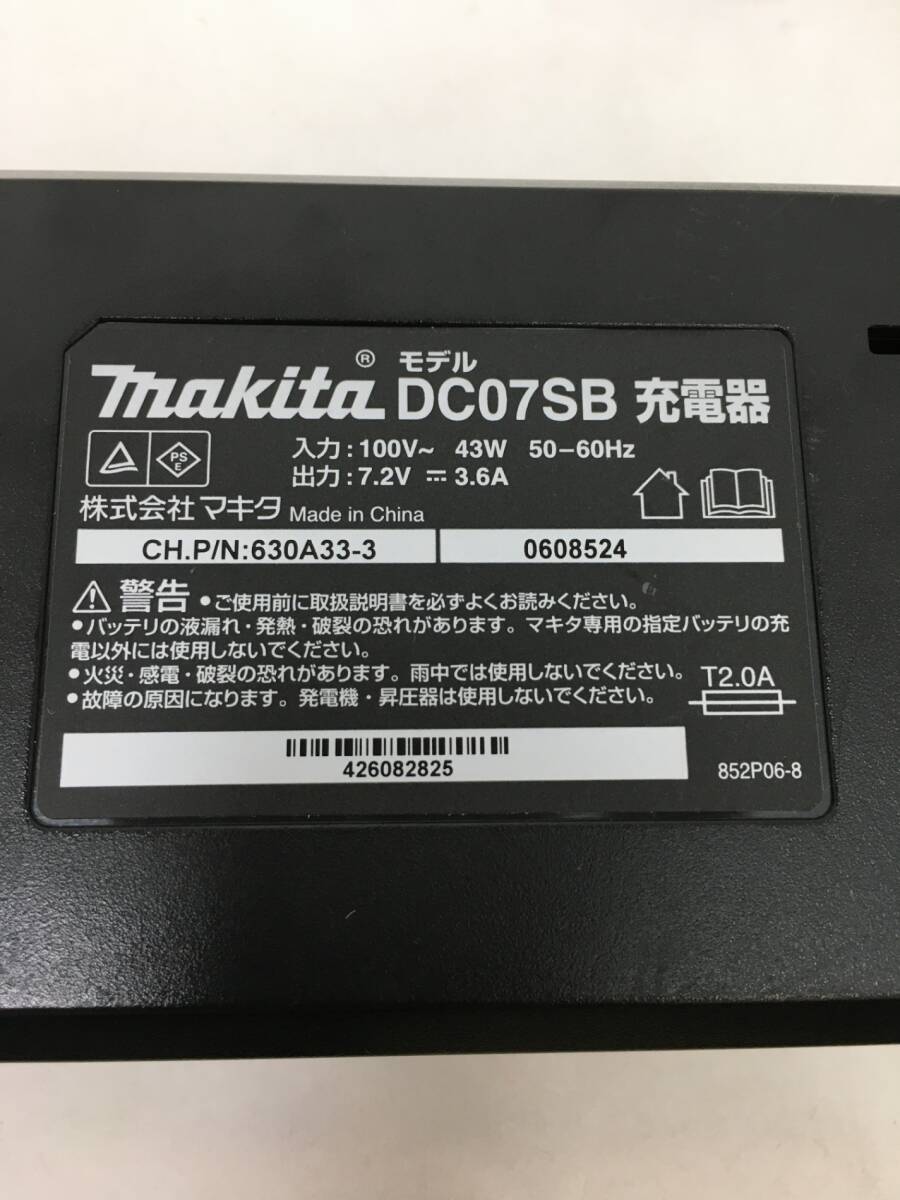 makita® モデル DC07SB 充電器
入力：100V～ 43W 50−60Hz
出力：7.2V ⎓ 3.6A
PS
E
株式会社 マキタ Made in China
CH.P/N:630A33-3 0608524
⚠ 警告 ●ご使用前に取扱説明書を必ずよくお読みください。
●バッテリの液漏れ・発熱・破裂の恐れがあります。マキタ専用の指定バッテリの充
電以外には使用しないでください。
●火災・感電・破裂の恐れがあります。雨中では使用しないでください。
●故障の原因になります。発電機・昇圧器は使用しないでください。
T2.0A
426082825
852P06-8